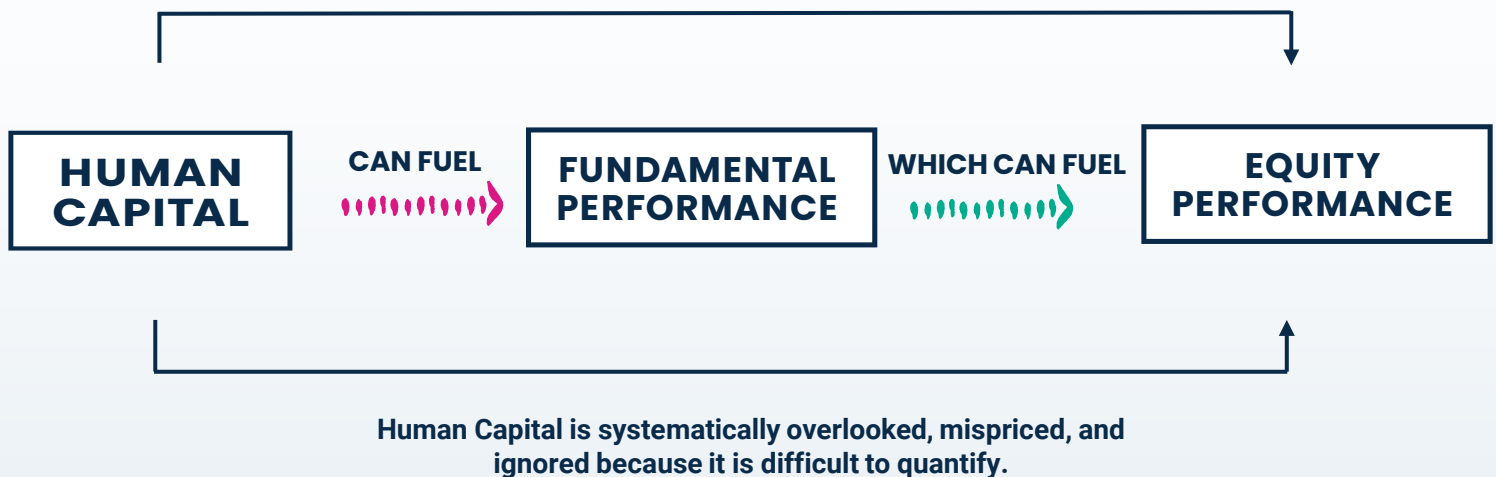 HUMAN
CAPITAL
CAN FUEL
FUNDAMENTAL
PERFORMANCE
WHICH CAN FUEL
EQUITY
PERFORMANCE
Human Capital is systematically overlooked, mispriced, and
ignored because it is difficult to quantify.